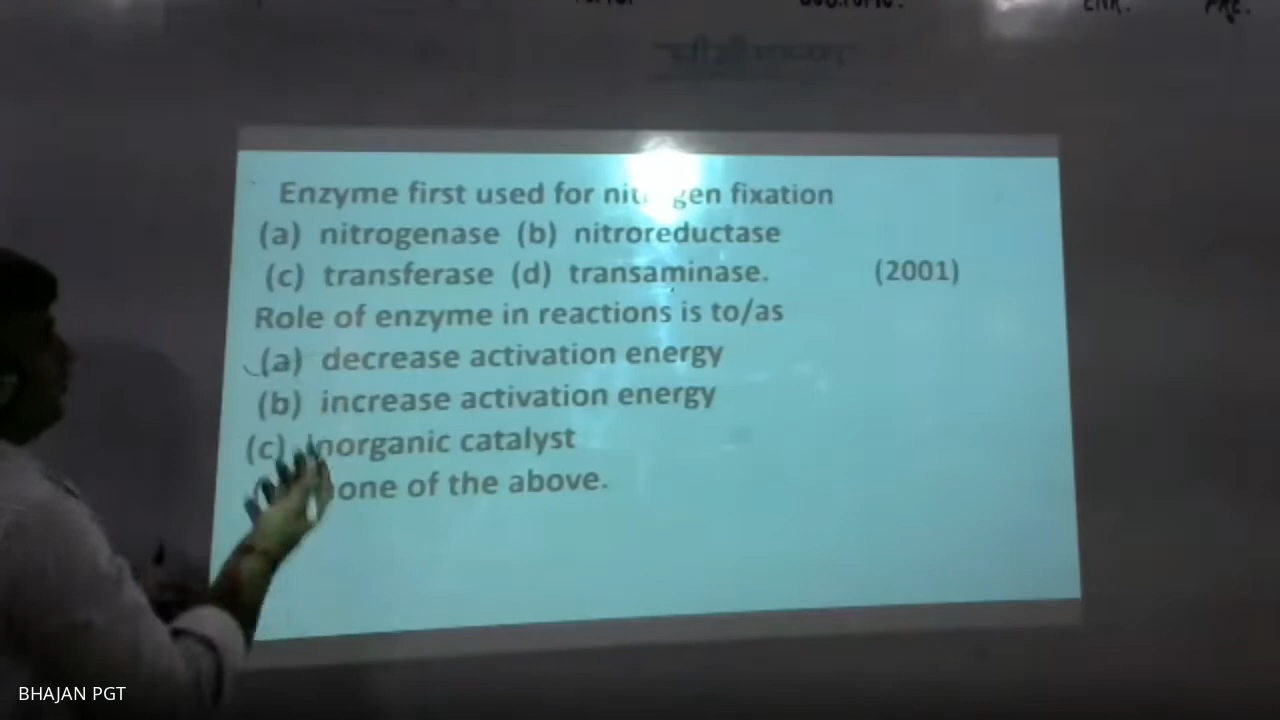 Enzyme first used for nitrogen fixation
(a) nitrogenase (b) nitroreductase
(c) transferase (d) transaminase. (2001)
Role of enzyme in reactions is to/as
(a) decrease activation energy
(b) increase activation energy
(c) inorganic catalyst
none of the above.
BHAJAN PGT